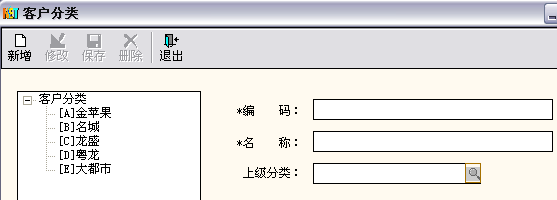 客户分类
新增 修改 保存 删除 退出
客户分类
[A]金苹果
[B]名城
[C]龙盛
[D]粤龙
[E]大都市
*编 码：
*名 称：
上级分类：